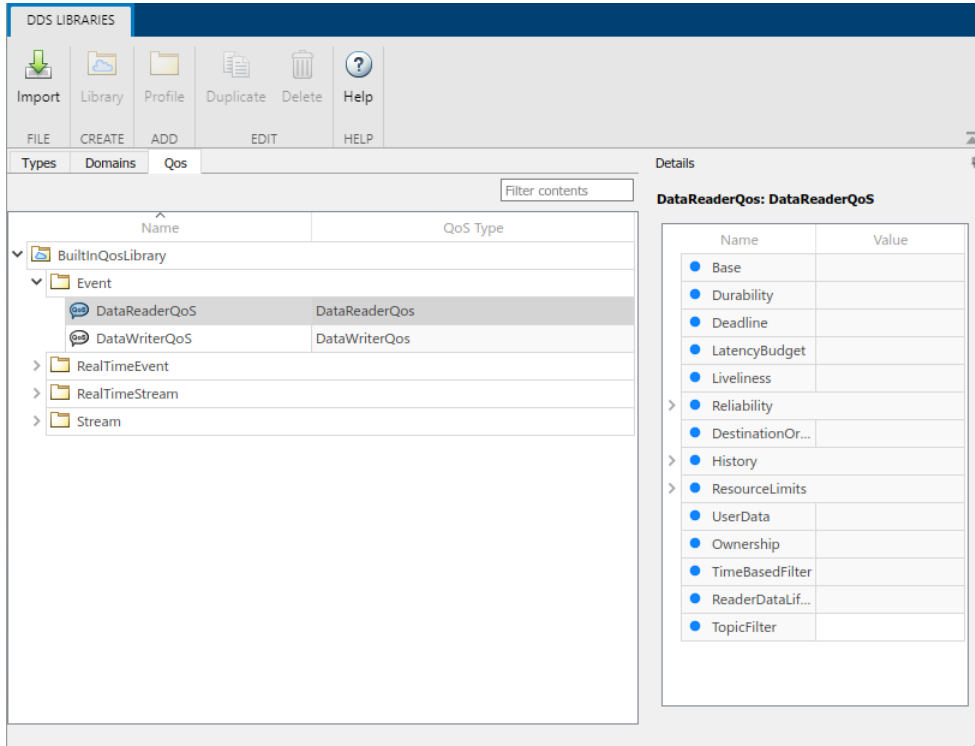 DDS LIBRARIES
Import Library Profile Duplicate Delete Help
FILE CREATE ADD EDIT HELP
Types Domains Qos
Filter contents
Name QoS Type
BuiltInQosLibrary
Event
DataReaderQoS DataReaderQos
DataWriterQoS DataWriterQos
RealTimeEvent
RealTimeStream
Stream
Details
DataReaderQos: DataReaderQoS
Name Value
Base
Durability
Deadline
LatencyBudget
Liveliness
Reliability
DestinationOr...
History
ResourceLimits
UserData
Ownership
TimeBasedFilter
ReaderDataLif...
TopicFilter